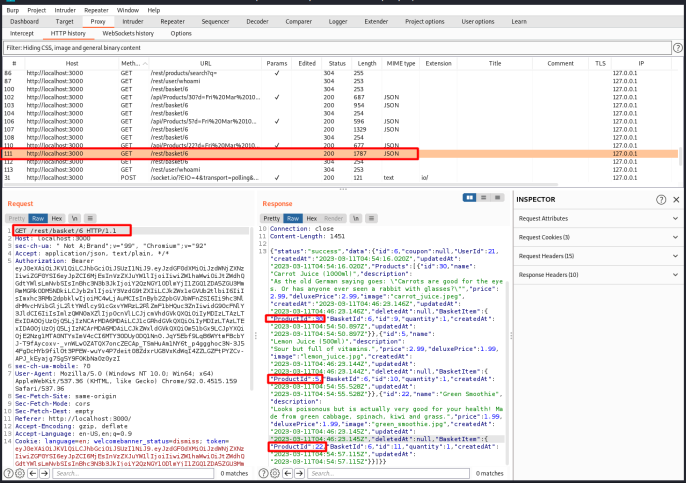 Burp Project Intruder Repeater Window Help
Dashboard Target Proxy Intruder Repeater Sequencer Decoder Comparer Logger Extender Project options User options Learn
Intercept HTTP history WebSockets history Options
Filter: Hiding CSS, image and general binary content
# Host Meth... URL Params Edited Status Length MIME type Extension Title Comment TLS IP
86 http://localhost:3000 GET /rest/products/search?q= ✓ 304 255 127.0.0.1
87 http://localhost:3000 GET /rest/user/whoami 304 253 127.0.0.1
100 http://localhost:3000 GET /rest/basket/6 304 253 127.0.0.1
102 http://localhost:3000 GET /api/Products/30?d=Fri%20Mar%2010... ✓ 200 687 JSON 127.0.0.1
103 http://localhost:3000 GET /rest/basket/6 200 954 JSON 127.0.0.1
104 http://localhost:3000 GET /rest/basket/6 304 254 127.0.0.1
106 http://localhost:3000 GET /api/Products/5?d=Fri%20Mar%2010... ✓ 200 596 JSON 127.0.0.1
107 http://localhost:3000 GET /rest/basket/6 200 1329 JSON 127.0.0.1
108 http://localhost:3000 GET /rest/basket/6 304 254 127.0.0.1
110 http://localhost:3000 GET /api/Products/22?d=Fri%20Mar%2010... ✓ 200 677 JSON 127.0.0.1
111 http://localhost:3000 GET /rest/basket/6 200 1787 JSON 127.0.0.1
112 http://localhost:3000 GET /rest/basket/6 304 254 127.0.0.1
113 http://localhost:3000 GET /rest/user/whoami 304 253 127.0.0.1
31 http://localhost:3000 POST /socket.io/?EIO=4&transport=polling&... ✓ 200 121 text io/ 127.0.0.1
Request
Pretty Raw Hex \n
1 GET /rest/basket/6 HTTP/1.1
2 Host: localhost:3000
3 sec-ch-ua: " Not A;Brand";v="99", "Chromium";v="92"
4 Accept: application/json, text/plain, */*
5 Authorization: Bearer
6 sec-ch-ua-mobile: ?0
7 User-Agent: Mozilla/5.0 (Windows NT 10.0; Win64; x64)
AppleWebKit/537.36 (KHTML, like Gecko) Chrome/92.0.4515.159
Safari/537.36
8 Sec-Fetch-Site: same-origin
9 Sec-Fetch-Mode: cors
10 Sec-Fetch-Dest: empty
11 Referer: http://localhost:3000/
12 Accept-Encoding: gzip, deflate
13 Accept-Language: en-US,en;q=0.9
14 Cookie: language=en; welcomebanner_status=dismiss; token=
Search... 0 matches
Response
Pretty Raw Hex Render \n
10 Connection: close
11 Content-Length: 1451
12
13 {"status":"success","data":{"id":6,"coupon":null,"UserId":21,
"createdAt":"2023-03-11T04:54:16.020Z","updatedAt":
"2023-03-11T04:54:16.020Z","Products":[{"id":30,"name":
"Carrot Juice (1000ml)","description":
"As the old German saying goes: \"Carrots are good for the eye
s. Or has anyone ever seen a rabbit with glasses?\"","price":
2.99,"deluxePrice":2.99,"image":"carrot_juice.jpeg",
"createdAt":"2023-03-11T04:46:23.146Z","updatedAt":
"2023-03-11T04:46:23.146Z","deletedAt":null,"BasketItem":{
"ProductId":30,"BasketId":6,"id":9,"quantity":1,"createdAt":
"2023-03-11T04:54:50.897Z","updatedAt":
"2023-03-11T04:54:50.897Z"}},{"id":5,"name":
"Lemon Juice (500ml)","description":
"Sour but full of vitamins.","price":2.99,"deluxePrice":1.99,
"image":"lemon_juice.jpg","createdAt":
"2023-03-11T04:46:23.144Z","updatedAt":
"2023-03-11T04:46:23.144Z","deletedAt":null,"BasketItem":{
"ProductId":5,"BasketId":6,"id":10,"quantity":1,"createdAt":
"2023-03-11T04:54:55.528Z","updatedAt":
"2023-03-11T04:54:55.528Z"}},{"id":22,"name":"Green Smoothie",
"description":
"Looks poisonous but is actually very good for your health! Ma
de from green cabbage, spinach, kiwi and grass.","price":1.99,
"deluxePrice":1.99,"image":"green_smoothie.jpg","createdAt":
"2023-03-11T04:46:23.145Z","updatedAt":
"2023-03-11T04:46:23.145Z","deletedAt":null,"BasketItem":{
"ProductId":22,"BasketId":6,"id":11,"quantity":1,"createdAt":
"2023-03-11T04:54:57.115Z","updatedAt":
"2023-03-11T04:54:57.115Z"}}]}}
Search... 0 matches
INSPECTOR
Request Attributes
Request Cookies (3)
Request Headers (15)
Response Headers (10)